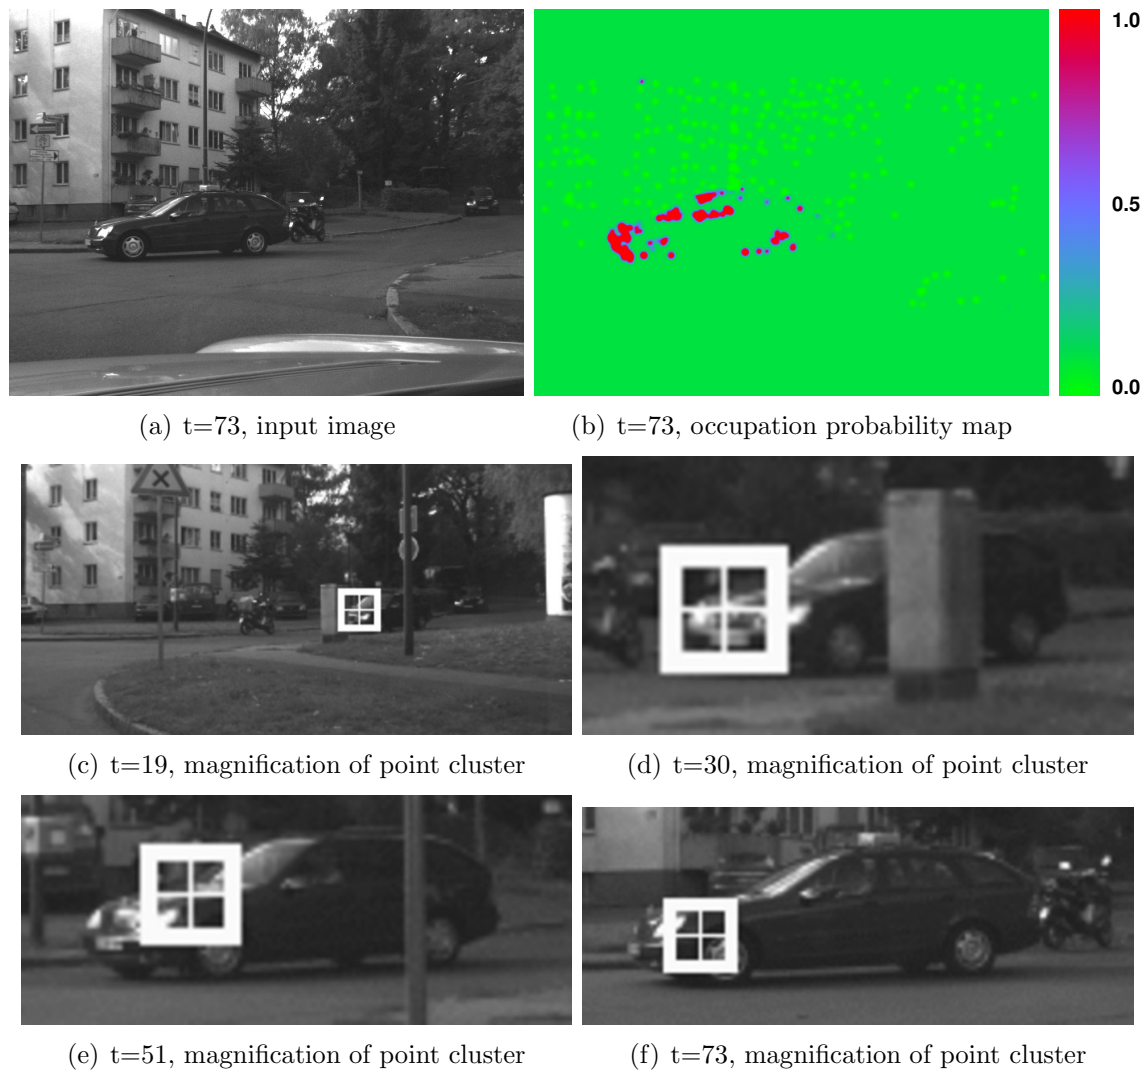 1.0
0.5
0.0
(a) t=73, input image
(b) t=73, occupation probability map
(c) t=19, magnification of point cluster
(d) t=30, magnification of point cluster
(e) t=51, magnification of point cluster
(f) t=73, magnification of point cluster